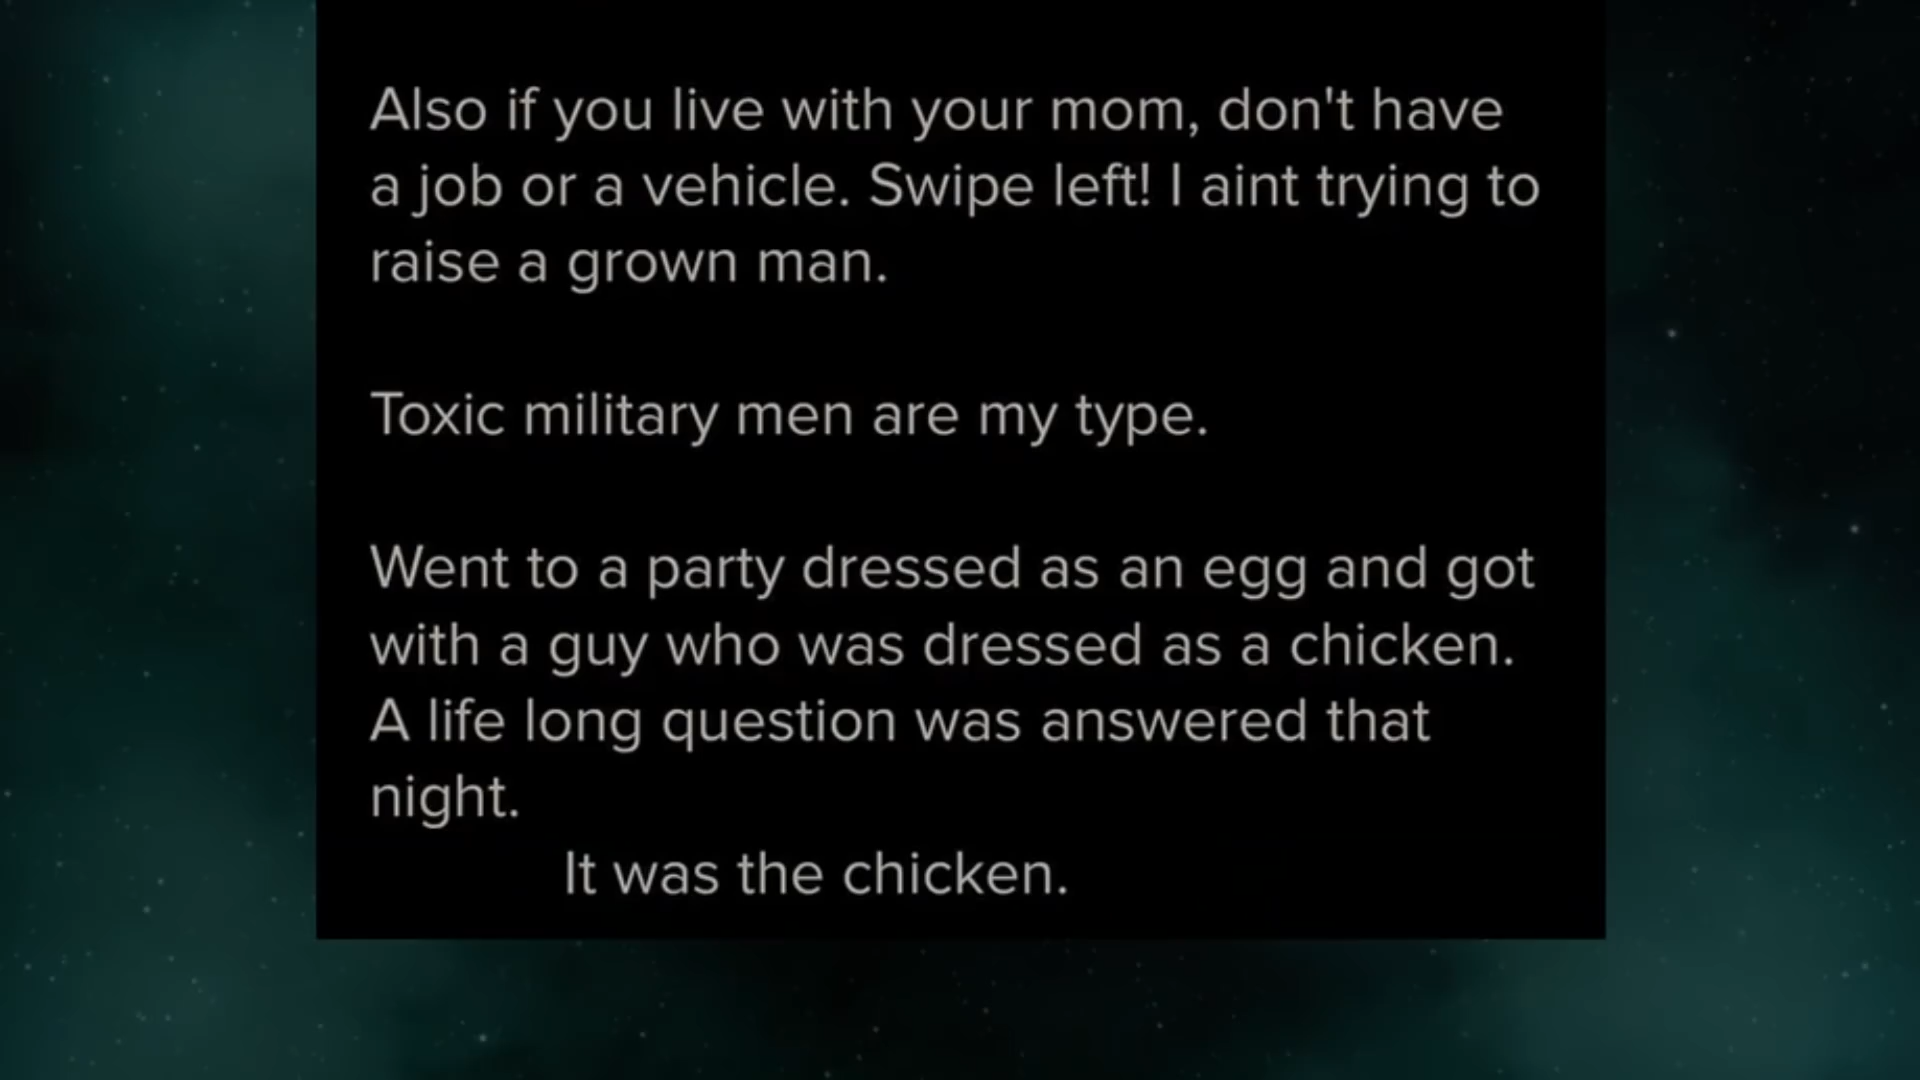 Also if you live with your mom, don't have
a job or a vehicle. Swipe left! I aint trying to
raise a grown man.
Toxic military men are my type.
Went to a party dressed as an egg and got
with a guy who was dressed as a chicken.
A life long question was answered that
night.
It was the chicken.